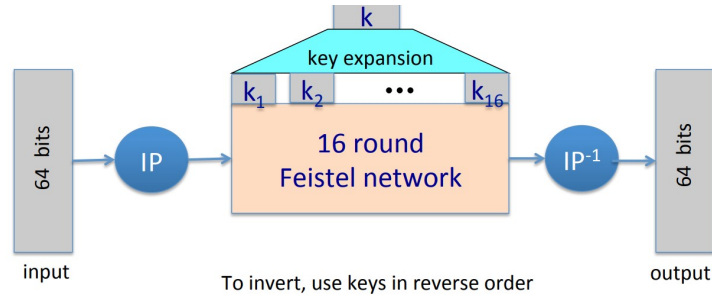 k
key expansion
k₁ k₂ ••• k₁₆
64 bits
IP
16 round
Feistel network
IP⁻¹
64 bits
input
output
To invert, use keys in reverse order